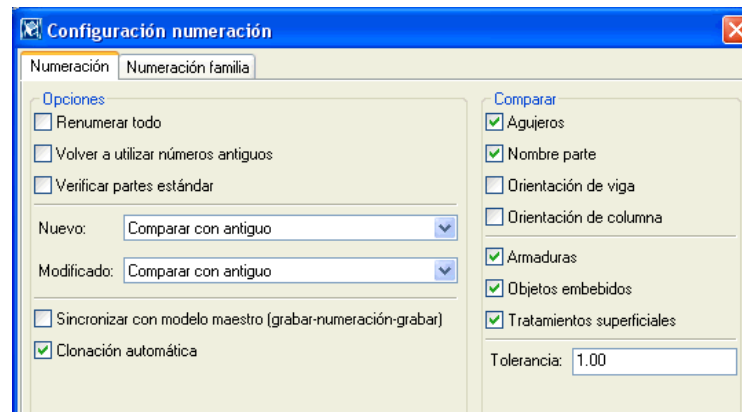 Configuración numeración
Numeración
Numeración familia
Opciones
Renumerar todo
Volver a utilizar números antiguos
Verificar partes estándar
Nuevo: Comparar con antiguo
Modificado: Comparar con antiguo
Sincronizar con modelo maestro (grabar-numeración-grabar)
Clonación automática
Comparar
Agujeros
Nombre parte
Orientación de viga
Orientación de columna
Armaduras
Objetos embebidos
Tratamientos superficiales
Tolerancia: 1.00